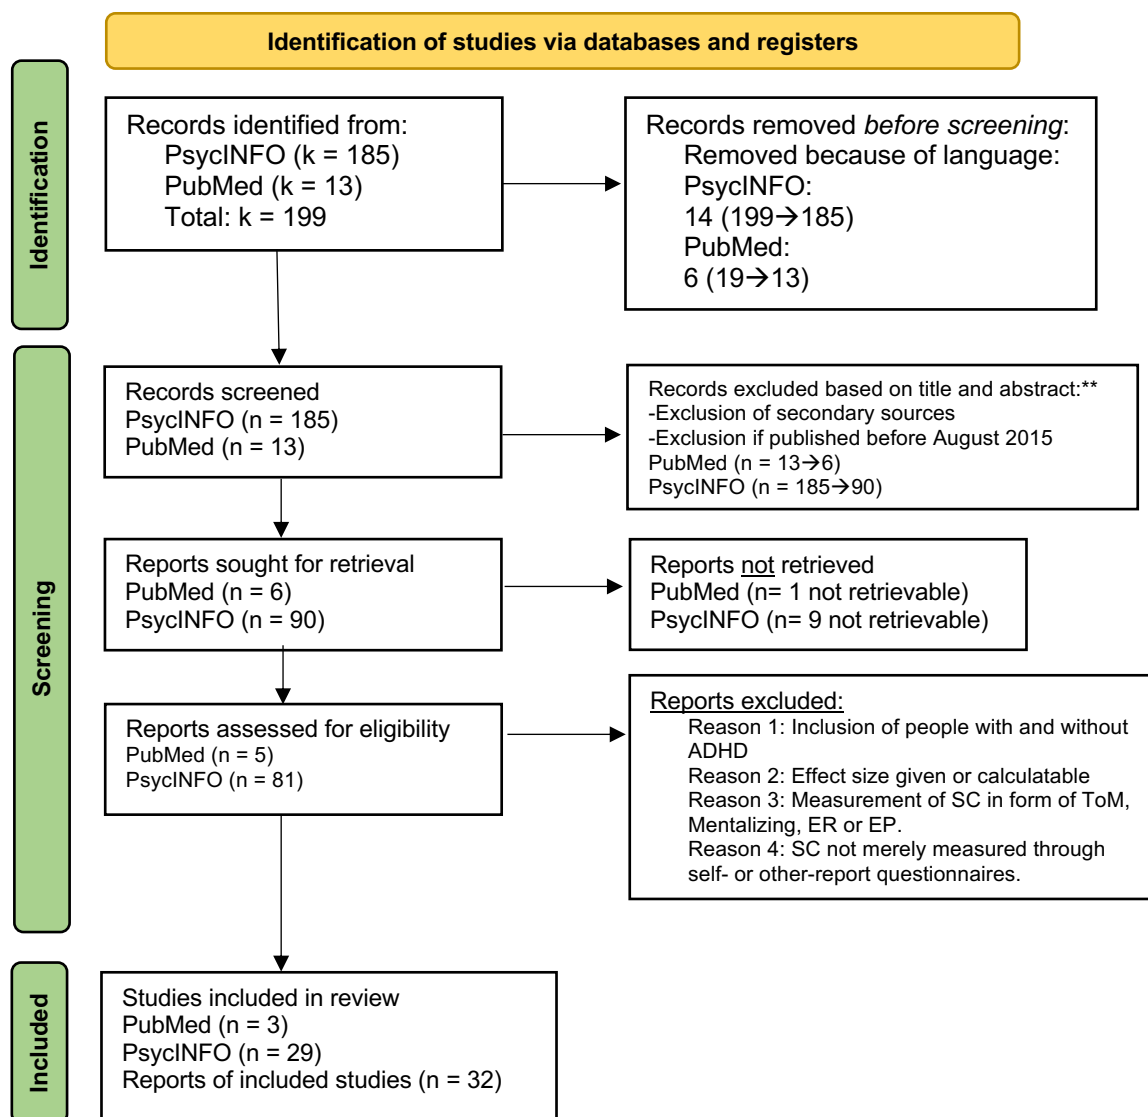 Identification of studies via databases and registers
Identification
Records identified from:
PsycINFO (k = 185)
PubMed (k = 13)
Total: k = 199
Records removed before screening:
Removed because of language:
PsycINFO:
14 (199→185)
PubMed:
6 (19→13)
Screening
Records screened
PsycINFO (n = 185)
PubMed (n = 13)
Records excluded based on title and abstract:**
-Exclusion of secondary sources
-Exclusion if published before August 2015
PubMed (n = 13→6)
PsycINFO (n = 185→90)
Reports sought for retrieval
PubMed (n = 6)
PsycINFO (n = 90)
Reports not retrieved
PubMed (n= 1 not retrievable)
PsycINFO (n= 9 not retrievable)
Reports assessed for eligibility
PubMed (n = 5)
PsycINFO (n = 81)
Reports excluded:
Reason 1: Inclusion of people with and without
ADHD
Reason 2: Effect size given or calculatable
Reason 3: Measurement of SC in form of ToM,
Mentalizing, ER or EP.
Reason 4: SC not merely measured through
self- or other-report questionnaires.
Included
Studies included in review
PubMed (n = 3)
PsycINFO (n = 29)
Reports of included studies (n = 32)